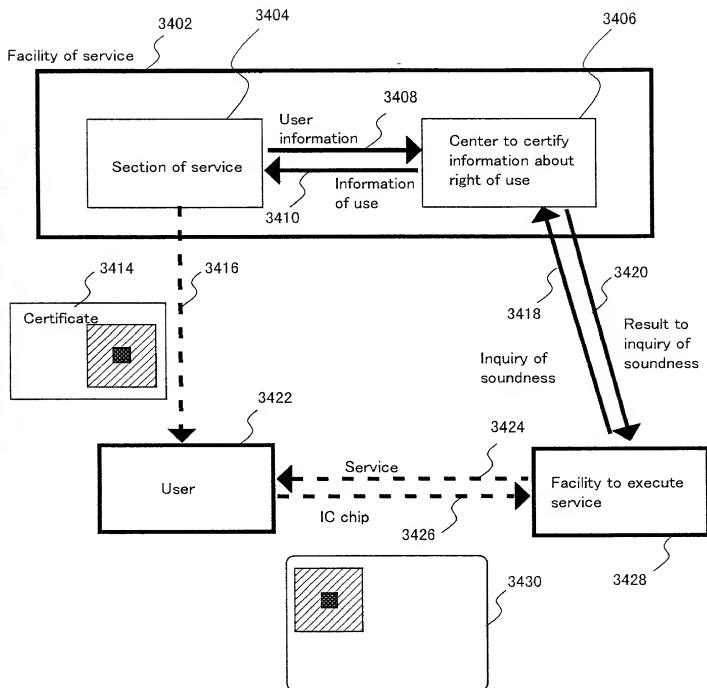 3402
3404
3406
Facility of service
User
information
3408
Section of service
Center to certify
information about
right of use
Information
of use
3410
3414
3416
3418
3420
Certificate
Inquiry of
soundness
Result to
inquiry of
soundness
3422
3424
Service
User
Facility to execute
service
IC chip
3426
3428
3430